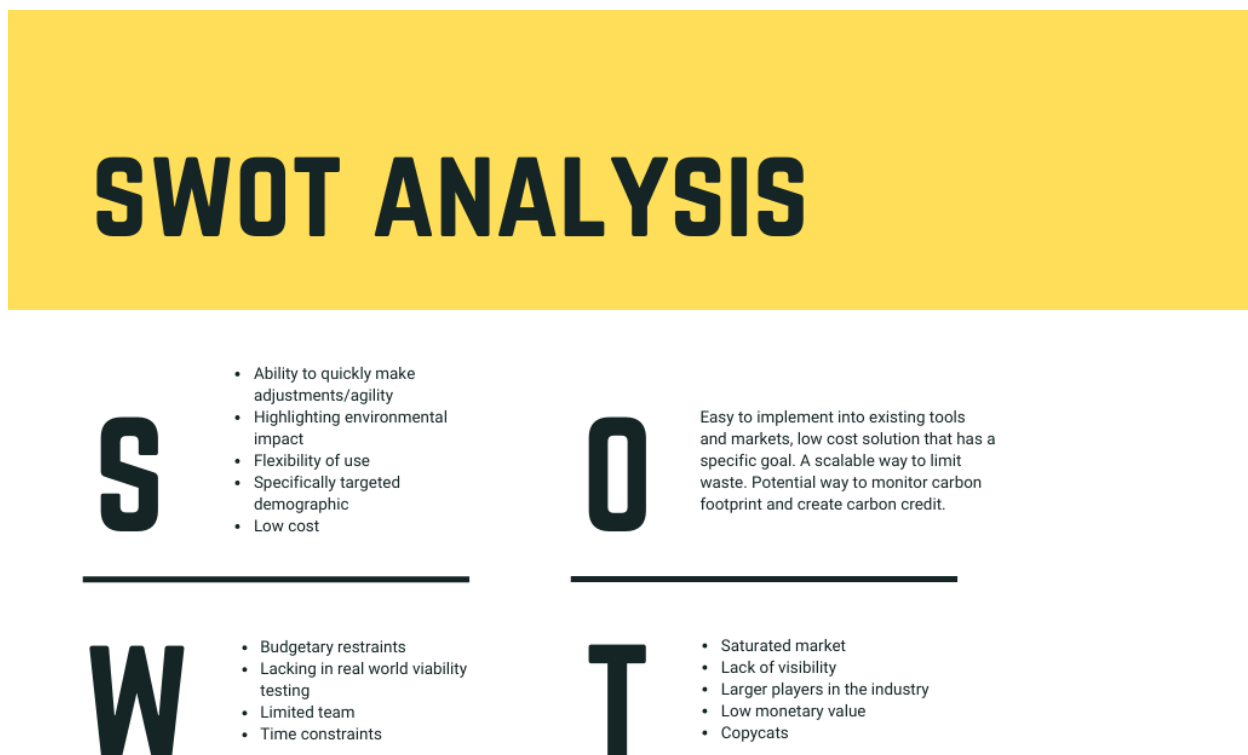 SWOT ANALYSIS
S
• Ability to quickly make
adjustments/agility
• Highlighting environmental
impact
• Flexibility of use
• Specifically targeted
demographic
• Low cost
O
Easy to implement into existing tools
and markets, low cost solution that has a
specific goal. A scalable way to limit
waste. Potential way to monitor carbon
footprint and create carbon credit.
W
• Budgetary restraints
• Lacking in real world viability
testing
• Limited team
• Time constraints
T
• Saturated market
• Lack of visibility
• Larger players in the industry
• Low monetary value
• Copycats